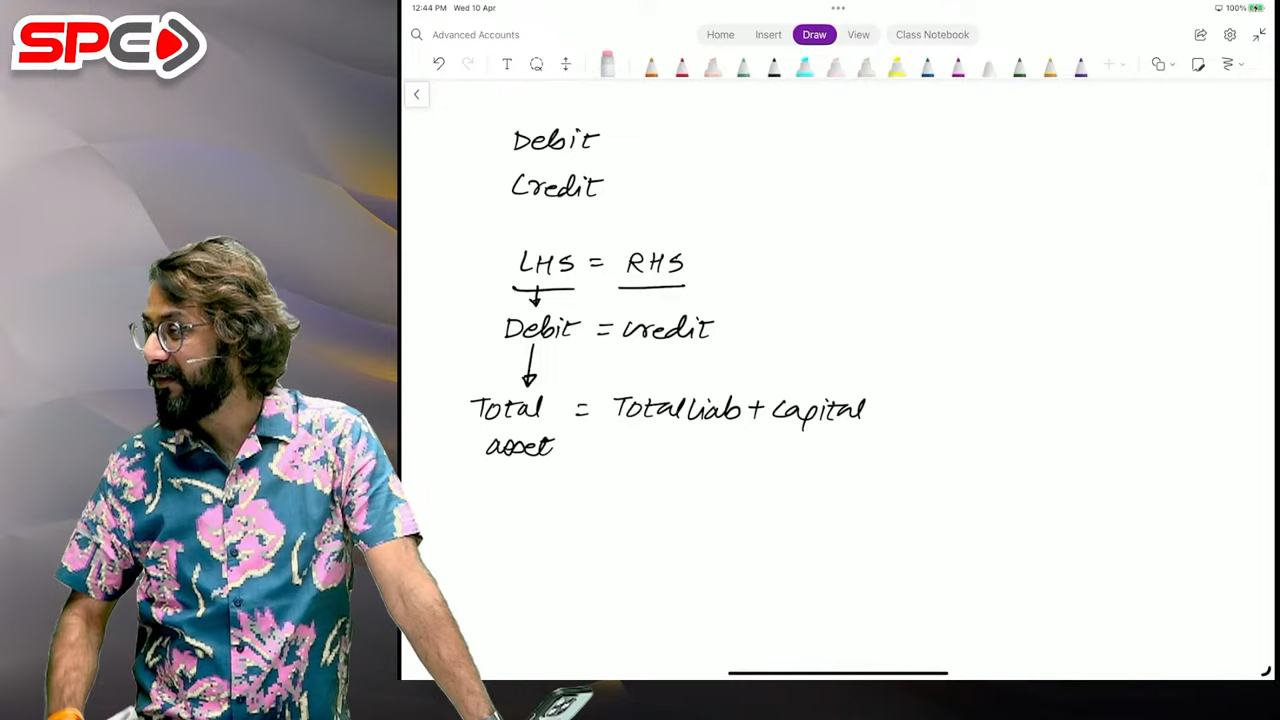 SPC
12:44 PM Wed 10 Apr
100%
Advanced Accounts
Home Insert Draw View Class Notebook
Debit
Credit
LHS = RHS
Debit = credit
Total = Total Liab + Capital
asset